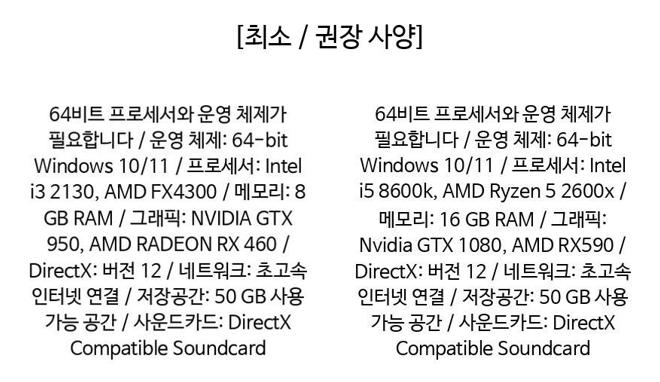 [최소 / 권장 사양]
64비트 프로세서와 운영 체제가
필요합니다 / 운영 체제: 64-bit
Windows 10/11 / 프로세서: Intel
i3 2130, AMD FX4300 / 메모리: 8
GB RAM / 그래픽: NVIDIA GTX
950, AMD RADEON RX 460 /
DirectX: 버전 12 / 네트워크: 초고속
인터넷 연결 / 저장공간: 50 GB 사용
가능 공간 / 사운드카드: DirectX
Compatible Soundcard
64비트 프로세서와 운영 체제가
필요합니다 / 운영 체제: 64-bit
Windows 10/11 / 프로세서: Intel
i5 8600k, AMD Ryzen 5 2600x /
메모리: 16 GB RAM / 그래픽:
Nvidia GTX 1080, AMD RX590 /
DirectX: 버전 12 / 네트워크: 초고속
인터넷 연결 / 저장공간: 50 GB 사용
가능 공간 / 사운드카드: DirectX
Compatible Soundcard